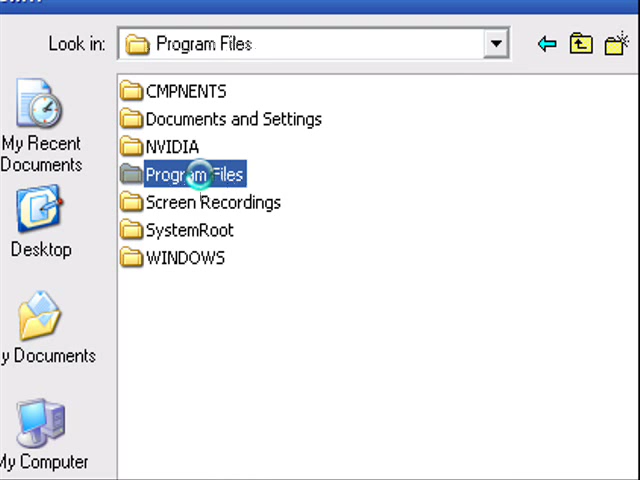 Look in:
Program Files
CMPNENTS
Documents and Settings
NVIDIA
Program Files
Screen Recordings
SystemRoot
WINDOWS
My Recent
Documents
Desktop
y Documents
My Computer